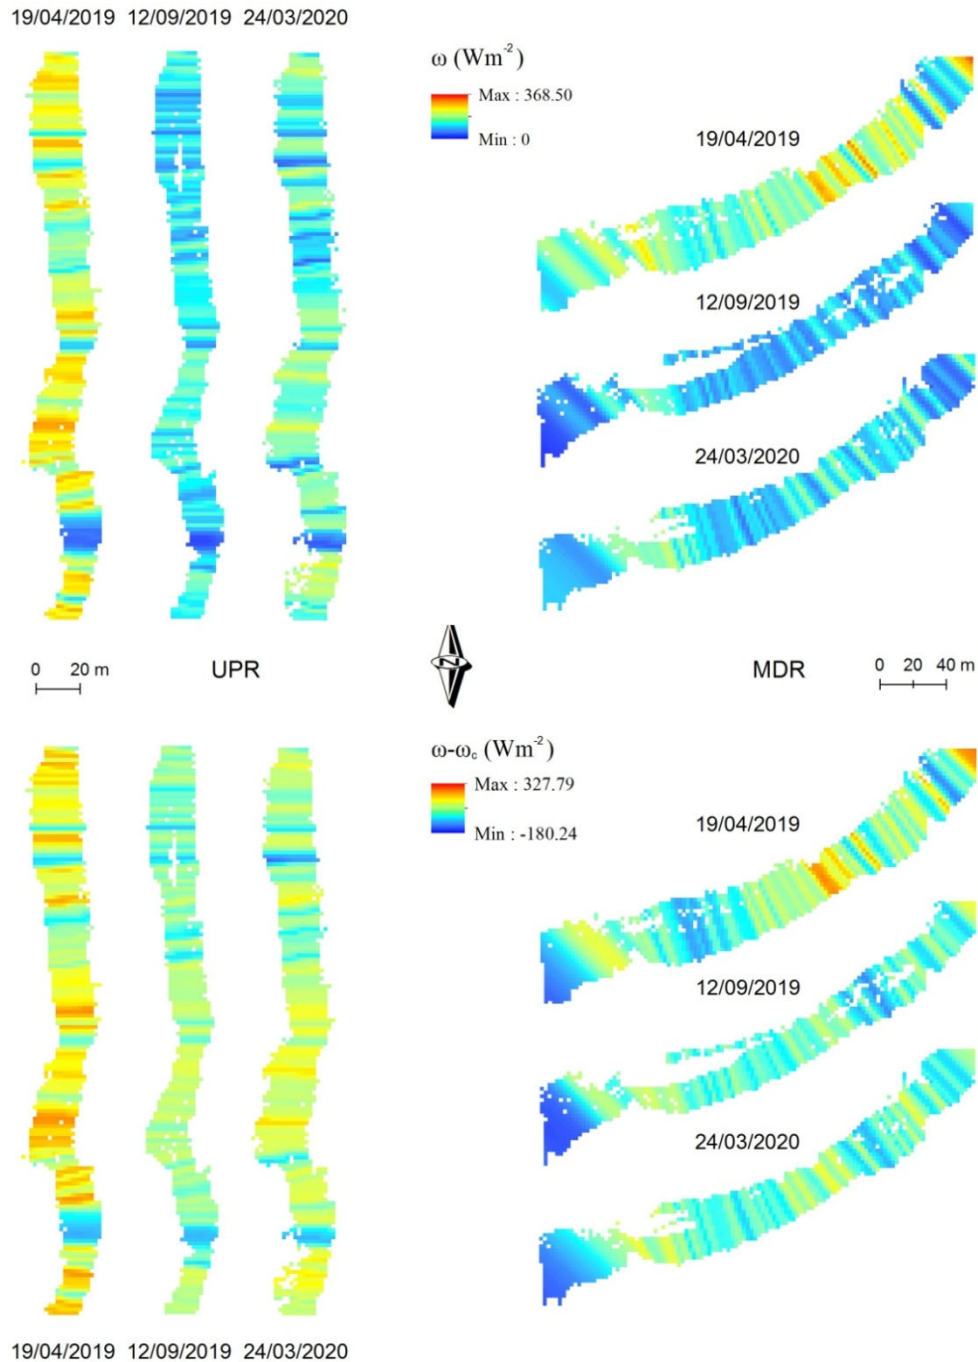 19/04/2019 12/09/2019 24/03/2020
ω (Wm⁻²)
Max : 368.50
Min : 0
19/04/2019
12/09/2019
24/03/2020
0 20 m
UPR
N
MDR
0 20 40 m
ω-ω꜀ (Wm⁻²)
Max : 327.79
Min : -180.24
19/04/2019
12/09/2019
24/03/2020
19/04/2019 12/09/2019 24/03/2020